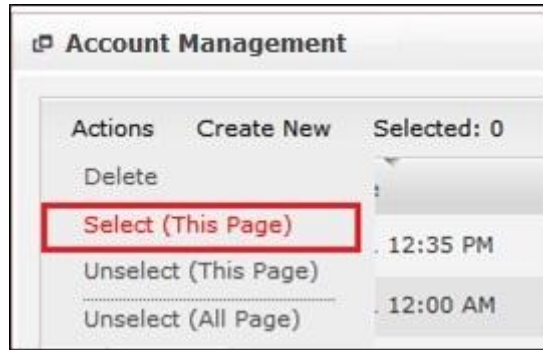 Account Management
Actions Create New Selected: 0
Delete
Select (This Page)
12:35 PM
Unselect (This Page)
12:00 AM
Unselect (All Page)